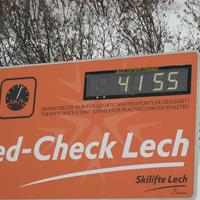 41 55
RENNSTRECKE NUR FÜR GEÜBTE WINTERSPORTLER GEEIGNET!
THE RACE TRACK IS ONLY SUITABLE FOR PRACTISED WINTER ATHLETES!
ed-Check Lech
Skilifte Lech